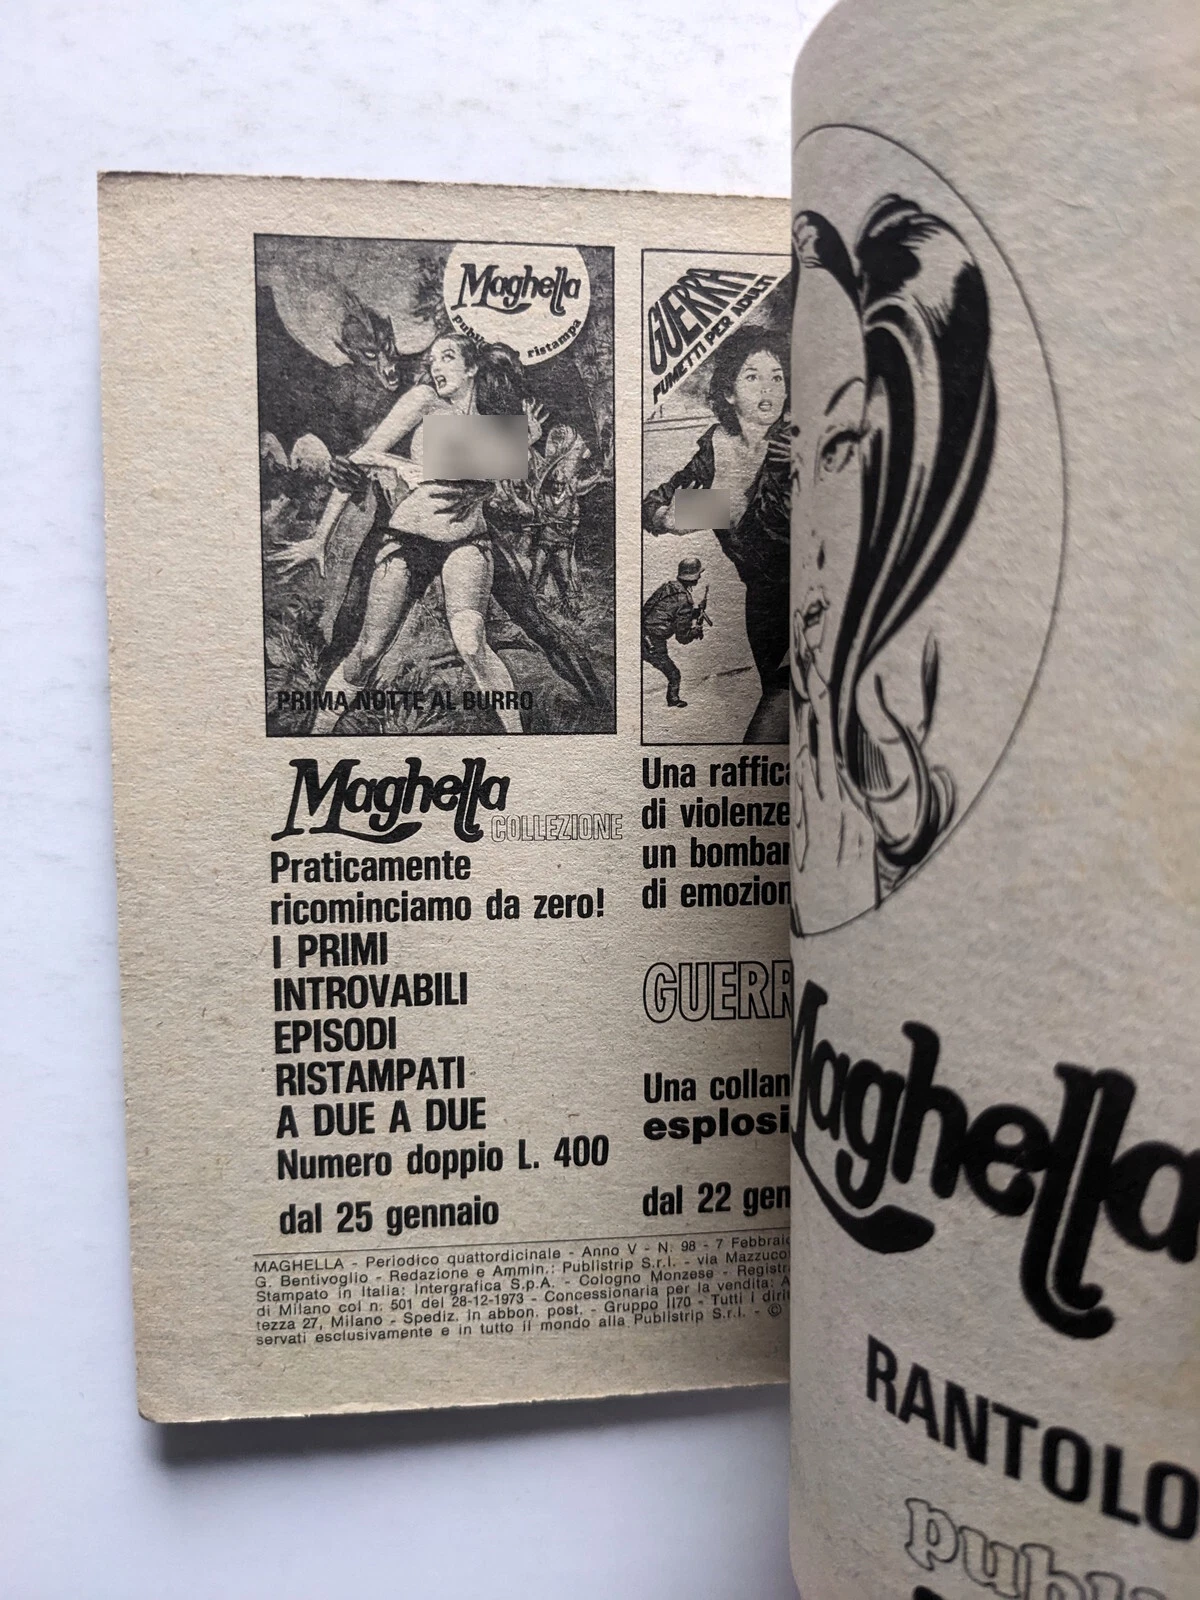 Maghella
ristampa
PRIMA NOTTE AL BURRO
GUERRA
FUMETTI PER ADULTI
Maghella
COLLEZIONE
Praticamente
ricominciamo da zero!
I PRIMI
INTROVABILI
EPISODI
RISTAMPATI
A DUE A DUE
Numero doppio L. 400
dal 25 gennaio
Una raffica
di violenze
un bombar
di emozion
GUERR
Una collan
esplosi
dal 22 gen
MAGHELLA - Periodico quattordicinale - Anno V - N. 98 - 7 Febbraio
G. Bentivoglio - Redazione e Ammin.: Publistrip S.r.l. - via Mazzuco
Stampato in Italia: Intergrafica S.p.A. - Cologno Monzese - Registra
di Milano col n. 501 del 28-12-1973 - Concessionaria per la vendita: A
tezza 27, Milano - Spediz. in abbon. post. - Gruppo II70 - Tutti i dirit
servati esclusivamente e in tutto il mondo alla Publistrip S.r.l. - ©
Maghella
RANTOLO